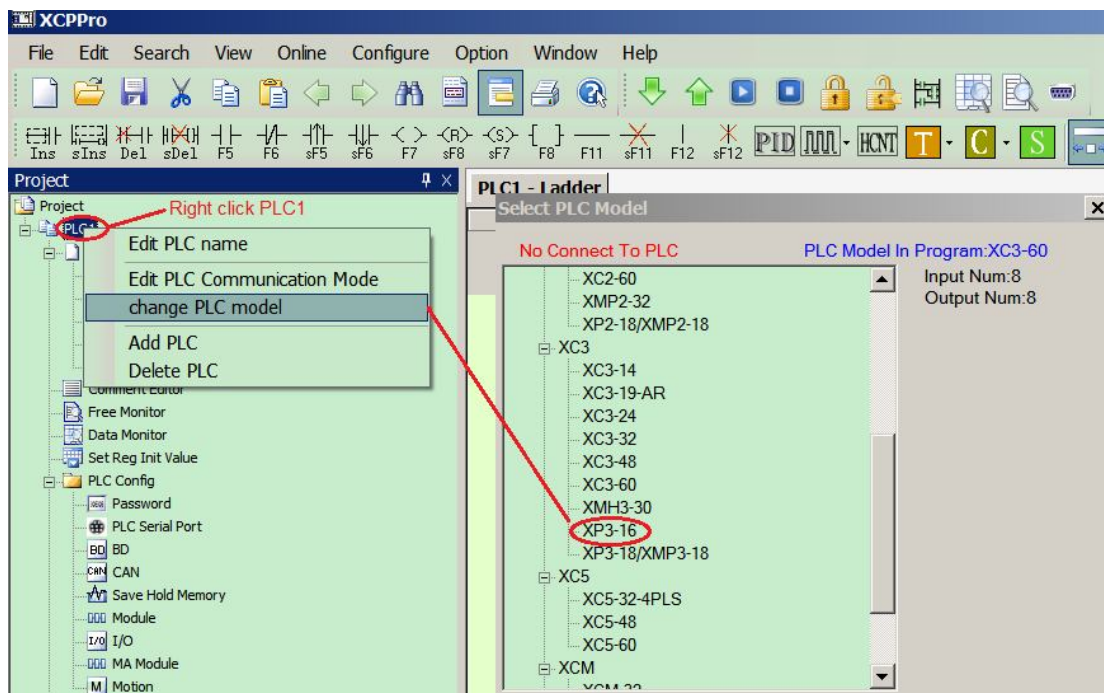 XCPPro
File Edit Search View Online Configure Option Window Help
Ins sIns Del sDel F5 F6 sF5 sF6 F7 sF8 sF7 F8 F11 sF11 F12 sF12 PID HCNT T C S
(R) (S)
Project
PLC1 - Ladder
Project
Right click PLC1
PLC1
Edit PLC name
Edit PLC Communication Mode
change PLC model
Add PLC
Delete PLC
Comment Editor
Free Monitor
Data Monitor
Set Reg Init Value
PLC Config
Password
PLC Serial Port
BD BD
CAN CAN
Save Hold Memory
Module
I/O I/O
MA Module
M Motion
Select PLC Model
No Connect To PLC
PLC Model In Program:XC3-60
Input Num:8
Output Num:8
XC2-60
XMP2-32
XP2-18/XMP2-18
XC3
XC3-14
XC3-19-AR
XC3-24
XC3-32
XC3-48
XC3-60
XMH3-30
XP3-16
XP3-18/XMP3-18
XC5
XC5-32-4PLS
XC5-48
XC5-60
XCM
XCM-32